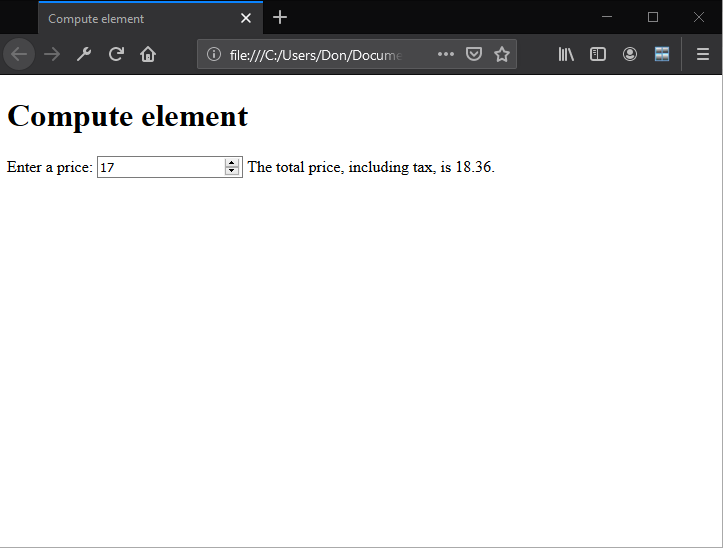 Compute element
file:///C:/Users/Don/Docume
Compute element
Enter a price: 17 The total price, including tax, is 18.36.